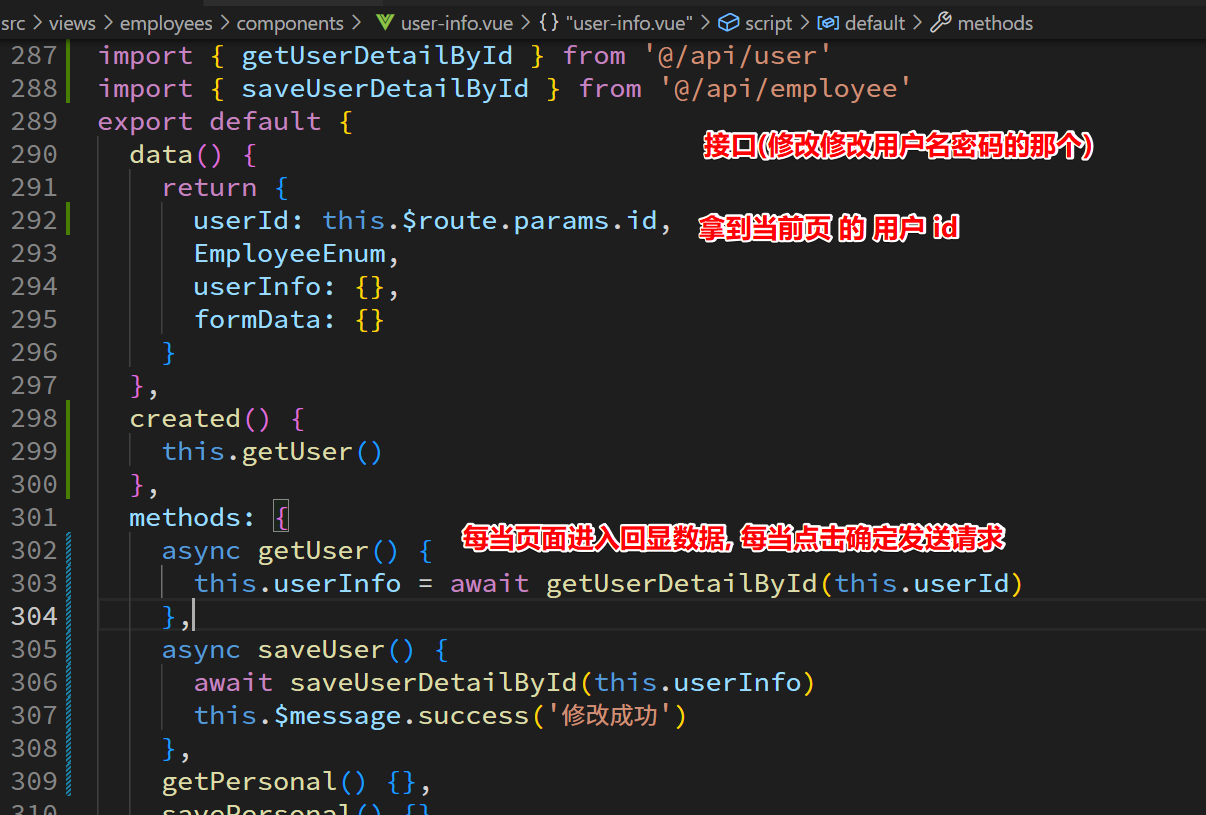 src > views > employees > components > user-info.vue > {} "user-info.vue" > script > default > methods
287 import { getUserDetailById } from '@/api/user'
288 import { saveUserDetailById } from '@/api/employee'
289 export default {
接口(修改修改用户名密码的那个)
290 data() {
291 return {
292 userId: this.$route.params.id,
拿到当前页 的 用户 id
293 EmployeeEnum,
294 userInfo: {},
295 formData: {}
296 }
297 },
298 created() {
299 this.getUser()
300 },
301 methods: {
每当页面进入回显数据, 每当点击确定发送请求
302 async getUser() {
303 this.userInfo = await getUserDetailById(this.userId)
304 },
305 async saveUser() {
306 await saveUserDetailById(this.userInfo)
307 this.$message.success('修改成功')
308 },
309 getPersonal() {},
310 savePersonal() {}